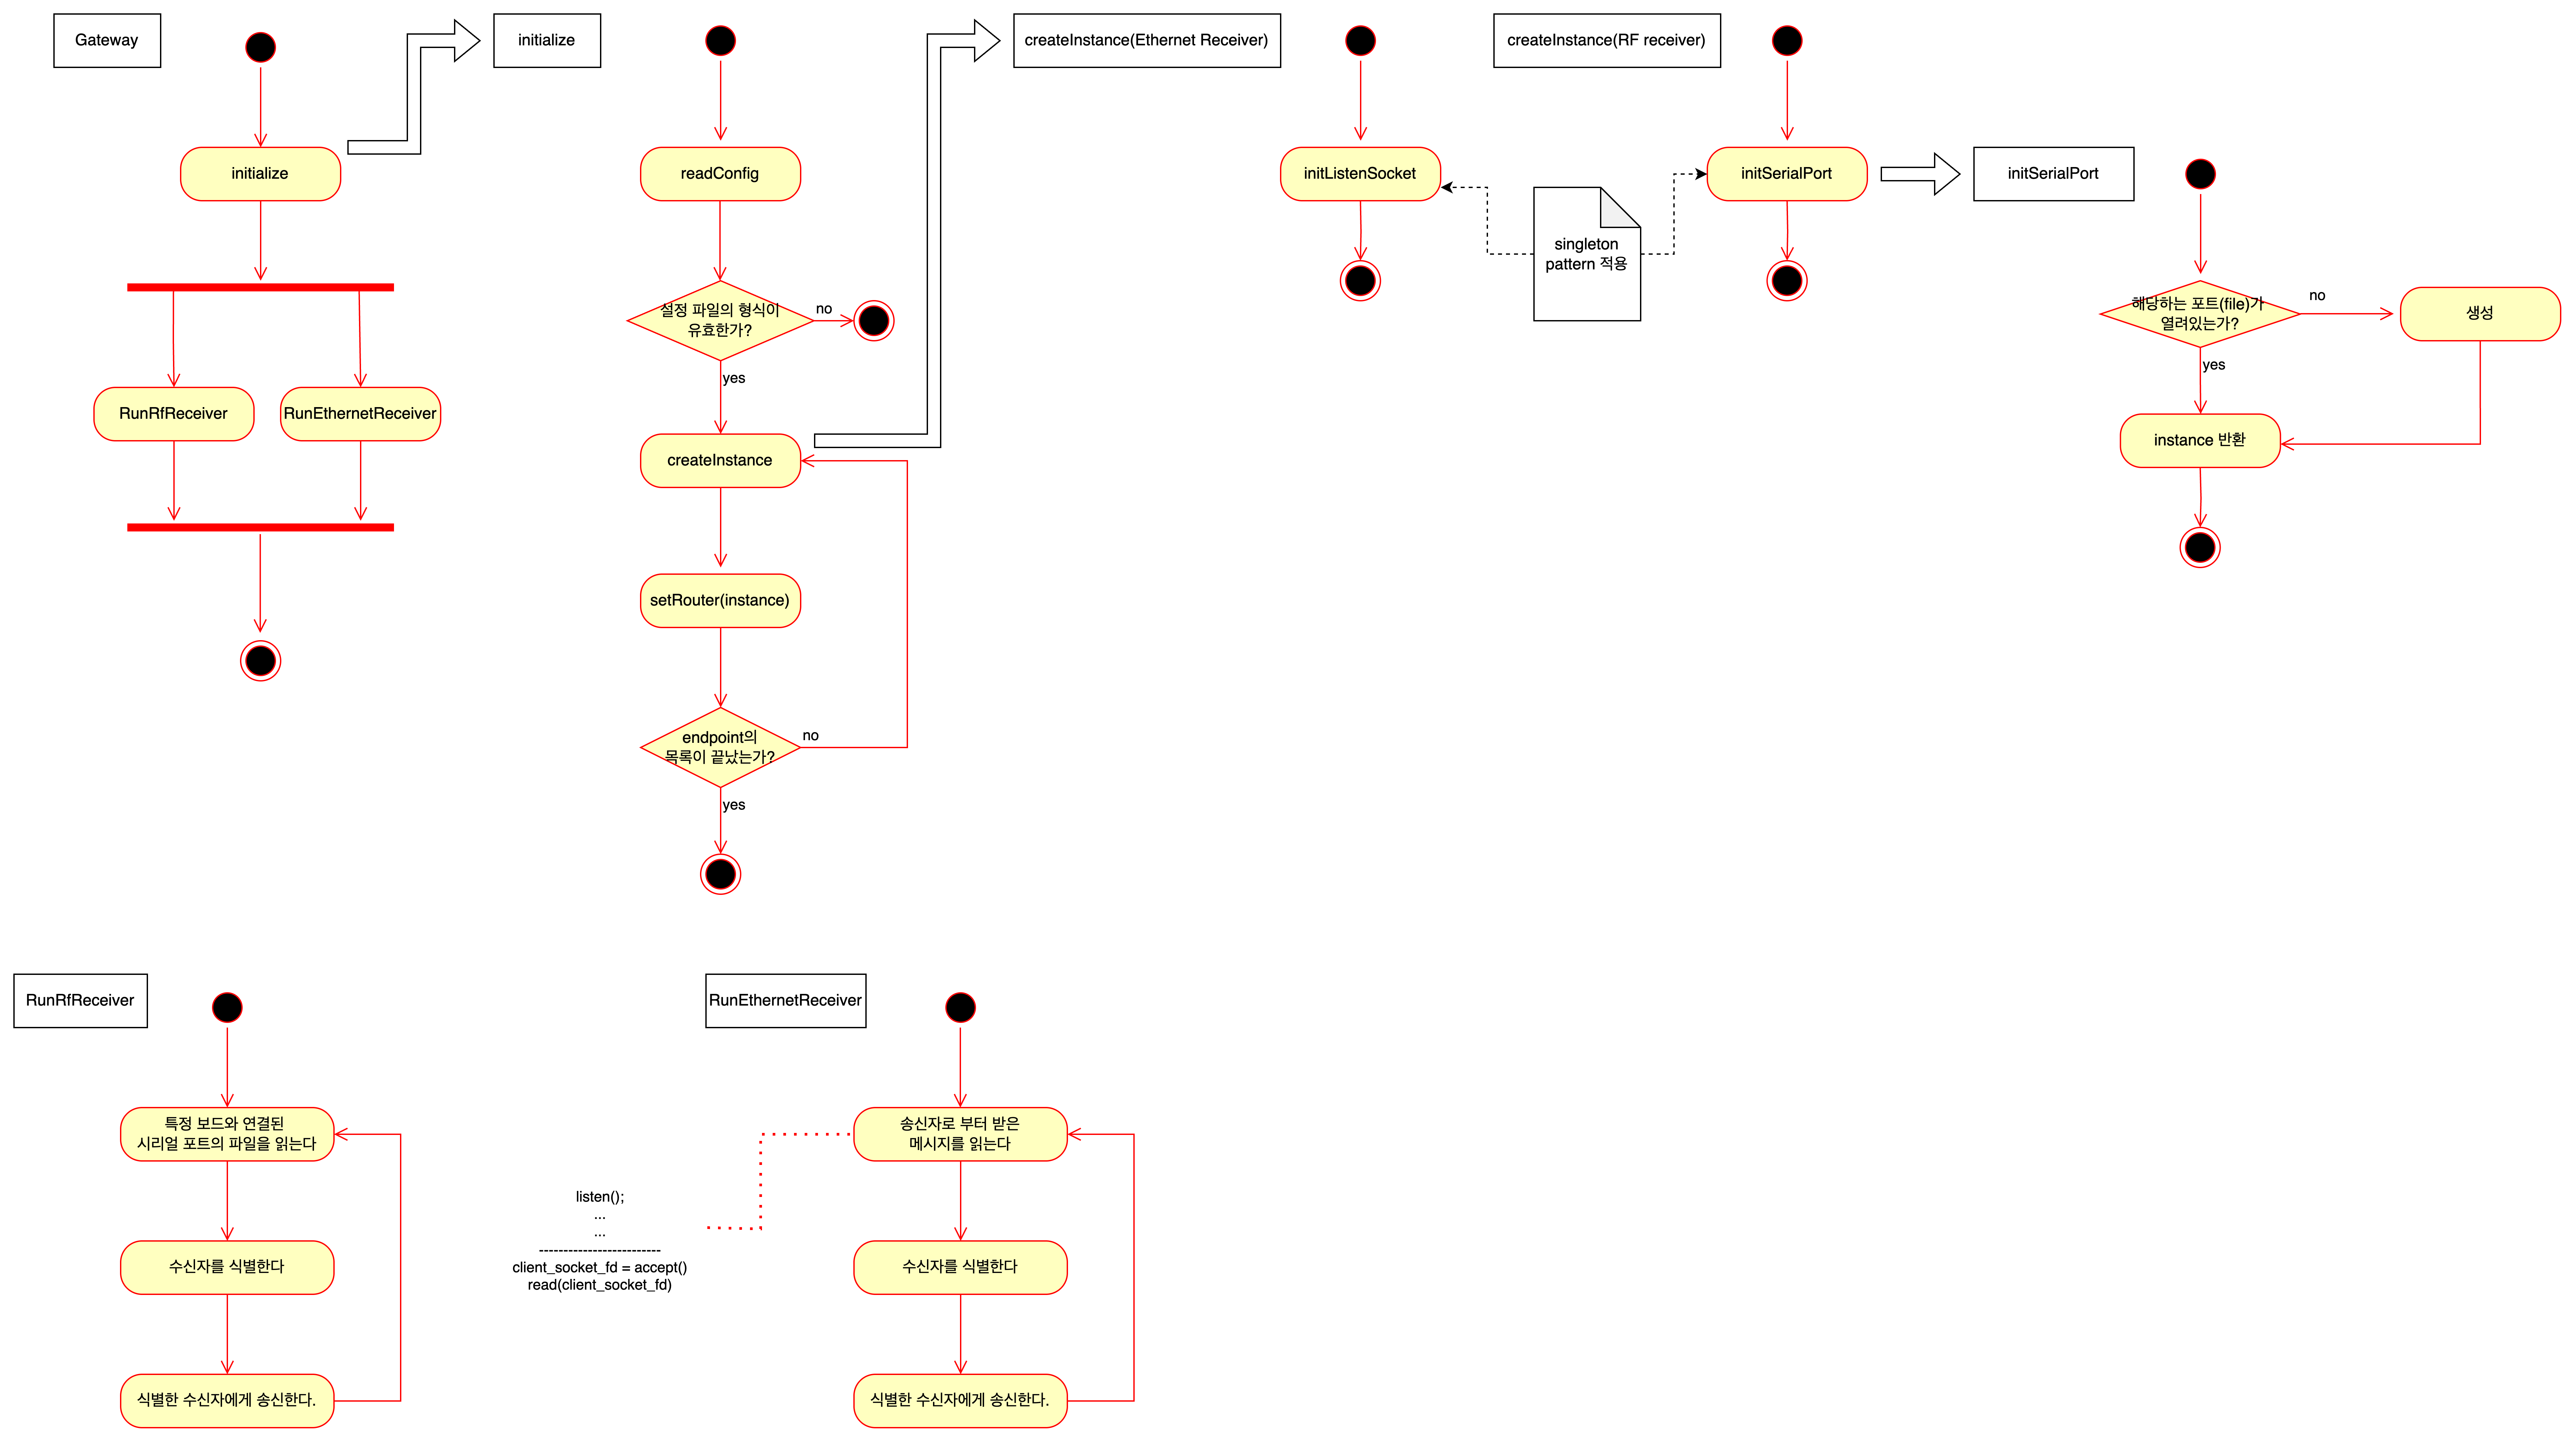 Gateway
initialize
RunRfReceiver
RunEthernetReceiver
initialize
readConfig
설정 파일의 형식이
유효한가?
no
yes
createInstance
setRouter(instance)
endpoint의
목록이 끝났는가?
no
yes
createInstance(Ethernet Receiver)
initListenSocket
singleton
pattern 적용
createInstance(RF receiver)
initSerialPort
initSerialPort
해당하는 포트(file)가
열려있는가?
no
생성
yes
instance 반환
RunRfReceiver
특정 보드와 연결된
시리얼 포트의 파일을 읽는다
수신자를 식별한다
식별한 수신자에게 송신한다.
RunEthernetReceiver
송신자로 부터 받은
메시지를 읽는다
listen();
...
...
-------------------------
client_socket_fd = accept()
read(client_socket_fd)
수신자를 식별한다
식별한 수신자에게 송신한다.